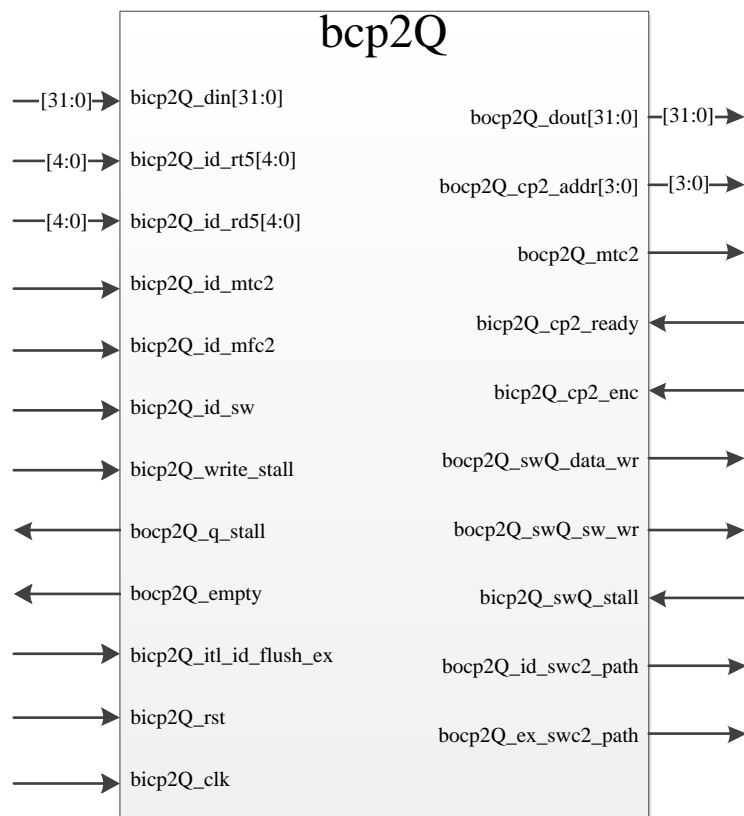 bcp2Q
[31:0]
bicp2Q_din[31:0]
[4:0]
bicp2Q_id_rt5[4:0]
[4:0]
bicp2Q_id_rd5[4:0]
bicp2Q_id_mtc2
bicp2Q_id_mfc2
bicp2Q_id_sw
bicp2Q_write_stall
bocp2Q_q_stall
bocp2Q_empty
bicp2Q_itl_id_flush_ex
bicp2Q_rst
bicp2Q_clk
bocp2Q_dout[31:0]
[31:0]
bocp2Q_cp2_addr[3:0]
[3:0]
bocp2Q_mtc2
bicp2Q_cp2_ready
bicp2Q_cp2_enc
bocp2Q_swQ_data_wr
bocp2Q_swQ_sw_wr
bicp2Q_swQ_stall
bocp2Q_id_swc2_path
bocp2Q_ex_swc2_path